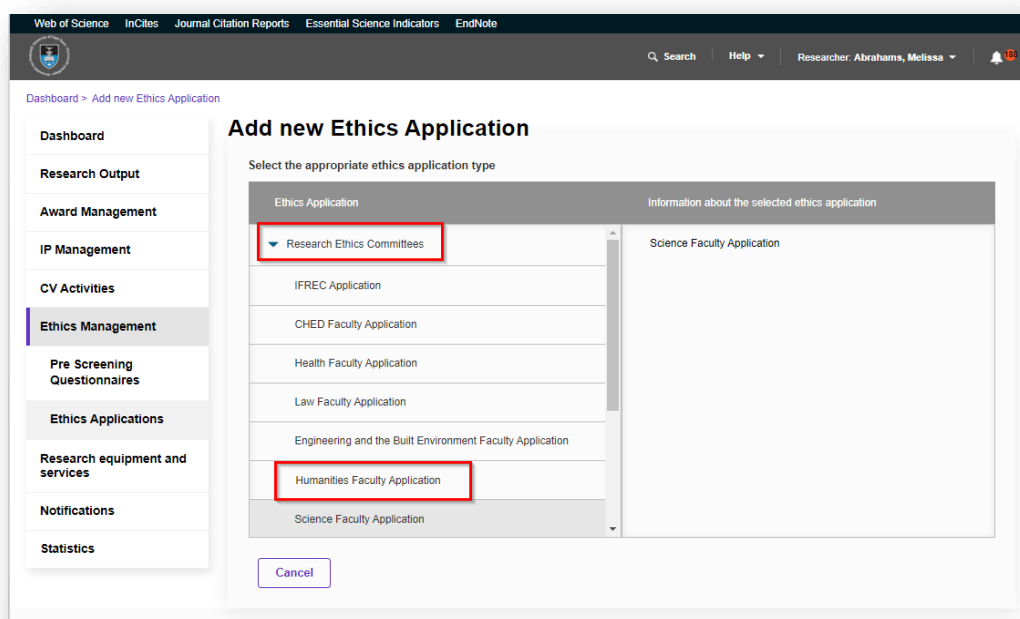 Web of Science InCites Journal Citation Reports Essential Science Indicators EndNote
Search Help Researcher: Abrahams, Melissa
Dashboard > Add new Ethics Application
Dashboard
Research Output
Award Management
IP Management
CV Activities
Ethics Management
Pre Screening
Questionnaires
Ethics Applications
Research equipment and
services
Notifications
Statistics
Add new Ethics Application
Select the appropriate ethics application type
Ethics Application
Information about the selected ethics application
Research Ethics Committees
Science Faculty Application
IFREC Application
CHED Faculty Application
Health Faculty Application
Law Faculty Application
Engineering and the Built Environment Faculty Application
Humanities Faculty Application
Science Faculty Application
Cancel